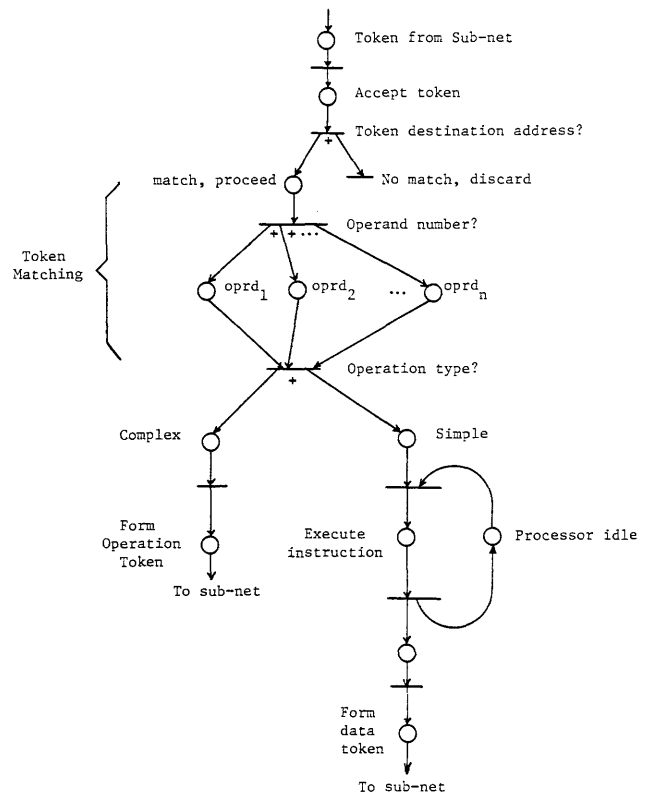 Token from Sub-net
Accept token
Token destination address?
+
match, proceed
No match, discard
Operand number?
+ + ...
Token
Matching
oprd1
oprd2
...
oprdn
Operation type?
+
Complex
Simple
Form
Operation
Token
To sub-net
Execute
instruction
Processor idle
Form
data
token
To sub-net